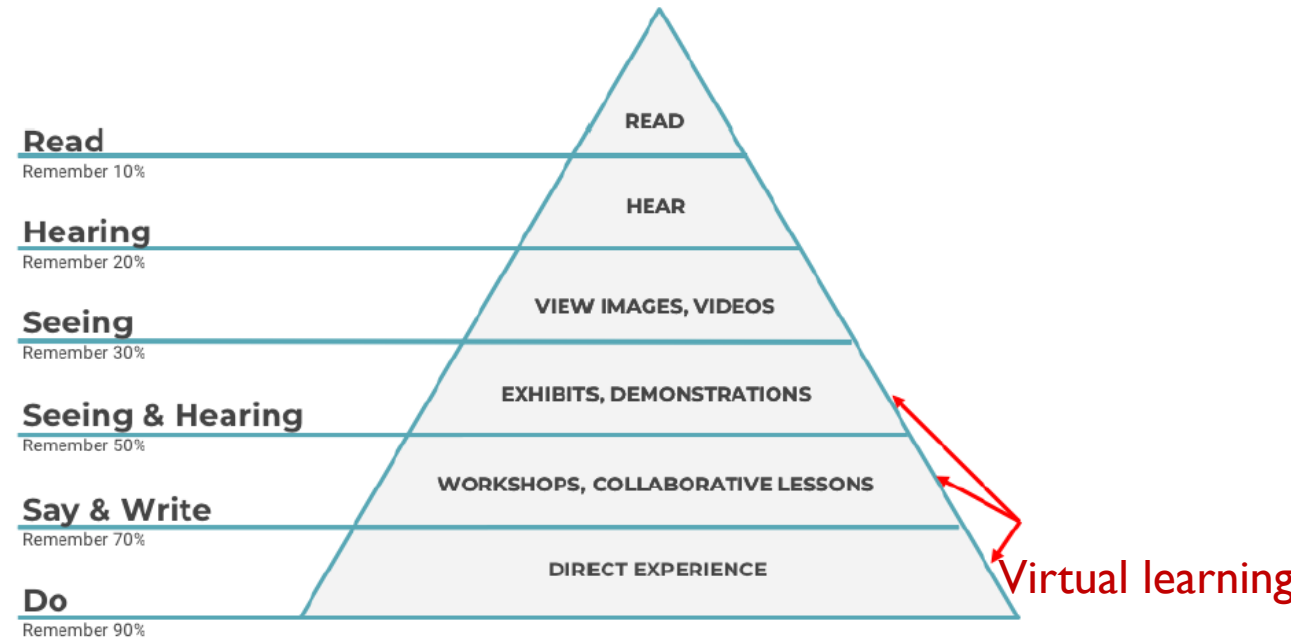 READ
Read
Remember 10%
HEAR
Hearing
Remember 20%
VIEW IMAGES, VIDEOS
Seeing
Remember 30%
EXHIBITS, DEMONSTRATIONS
Seeing & Hearing
Remember 50%
WORKSHOPS, COLLABORATIVE LESSONS
Say & Write
Remember 70%
DIRECT EXPERIENCE
Virtual learning
Do
Remember 90%